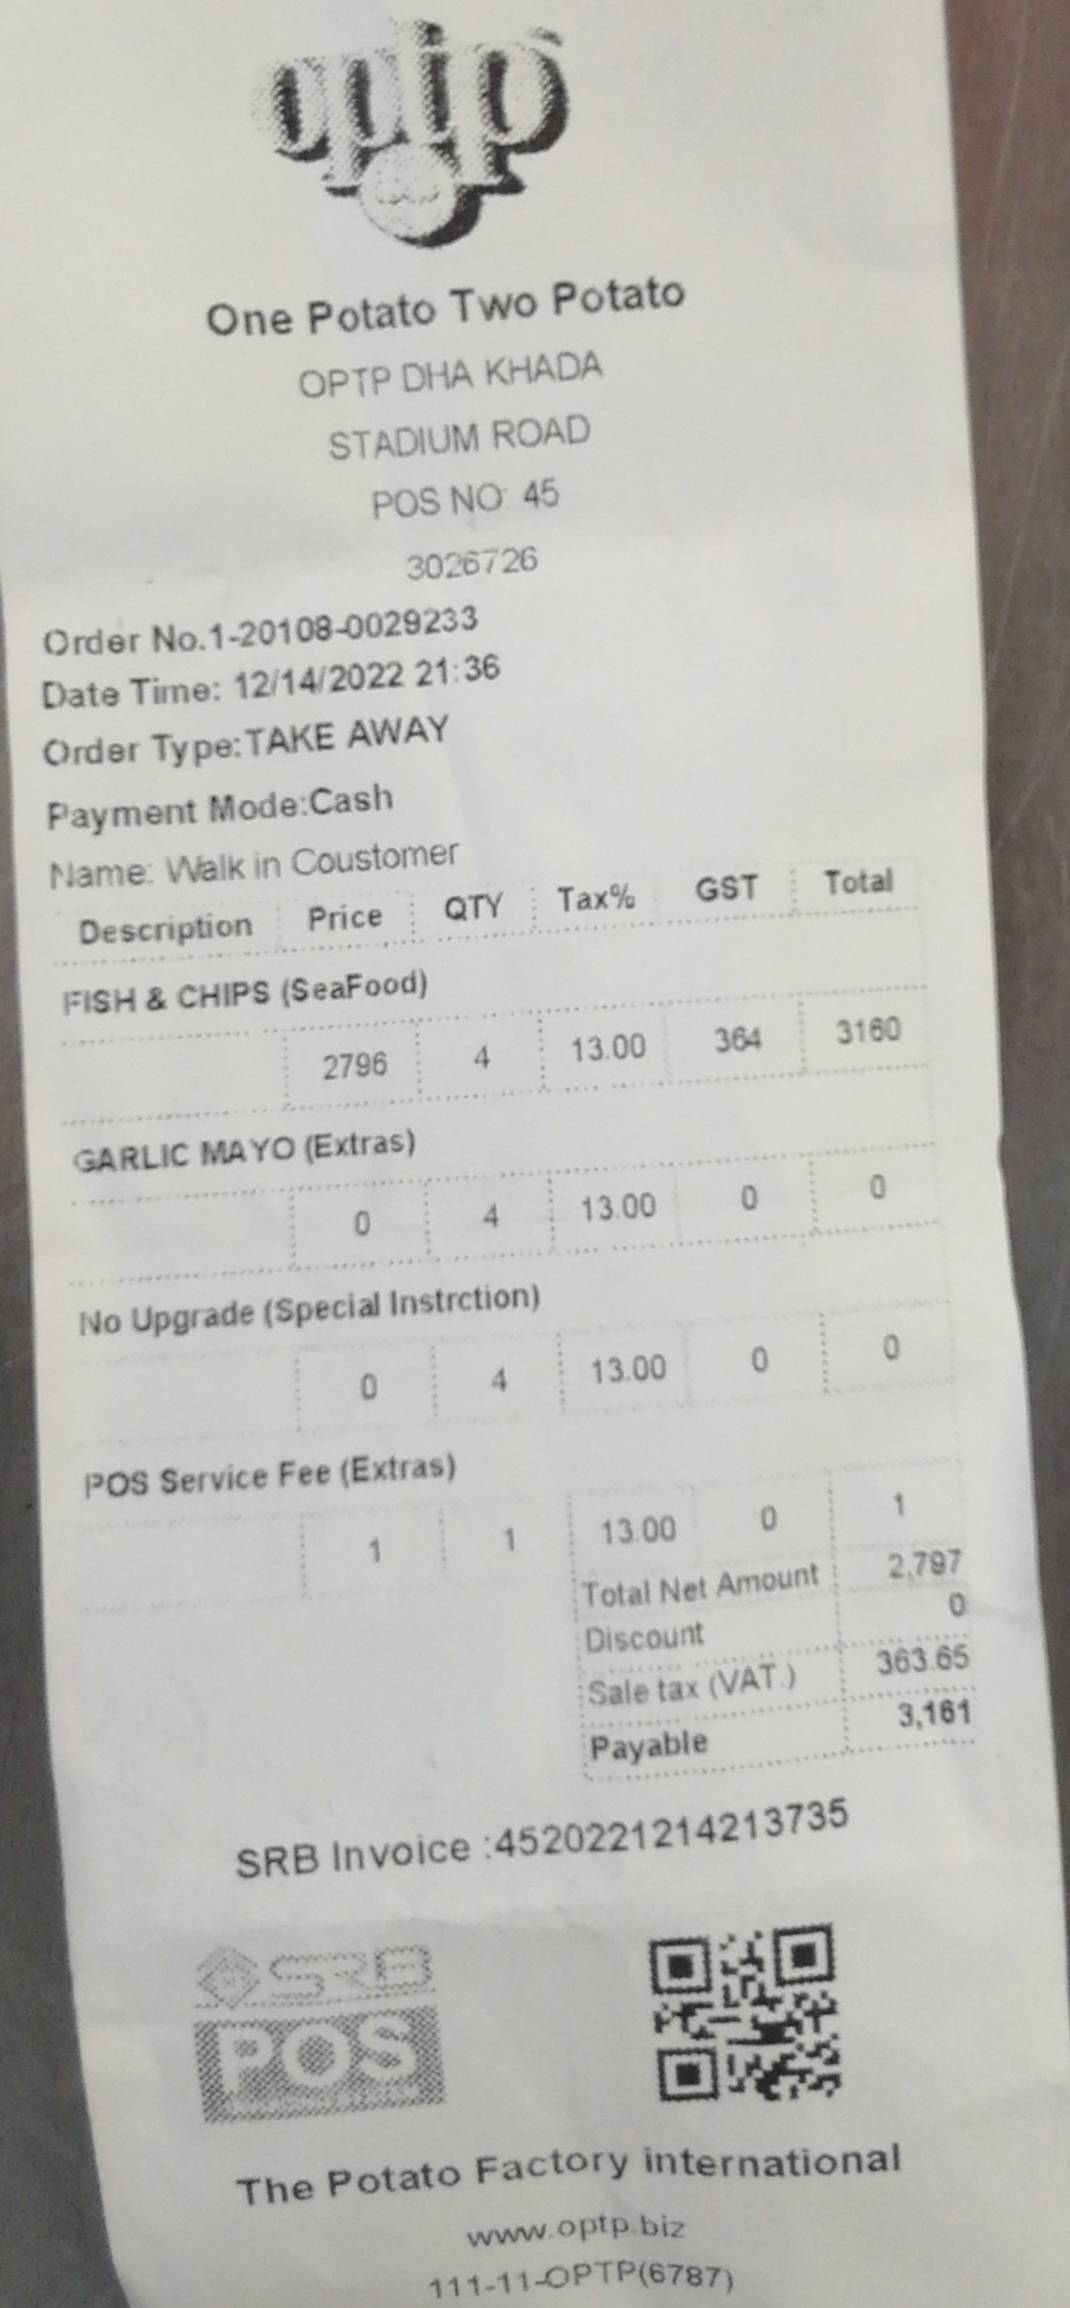 optp
One Potato Two Potato
OPTP DHA KHADA
STADIUM ROAD
POS NO 45
3026726
Order No.1-20108-0029233
Date Time: 12/14/2022 21:36
Order Type:TAKE AWAY
Payment Mode:Cash
Name: Walk in Coustomer
Description Price QTY Tax% GST Total
FISH & CHIPS (SeaFood)
2796 4 13.00 364 3160
GARLIC MAYO (Extras)
0 4 13.00 0 0
No Upgrade (Special Instrction)
0 4 13.00 0 0
POS Service Fee (Extras)
1 1 13.00 0 1
Total Net Amount 2,797
Discount 0
Sale tax (VAT.) 363.65
Payable 3,161
SRB Invoice :4520221214213735
SRB
POS
The Potato Factory international
www.optp.biz
111-11-OPTP(6787)